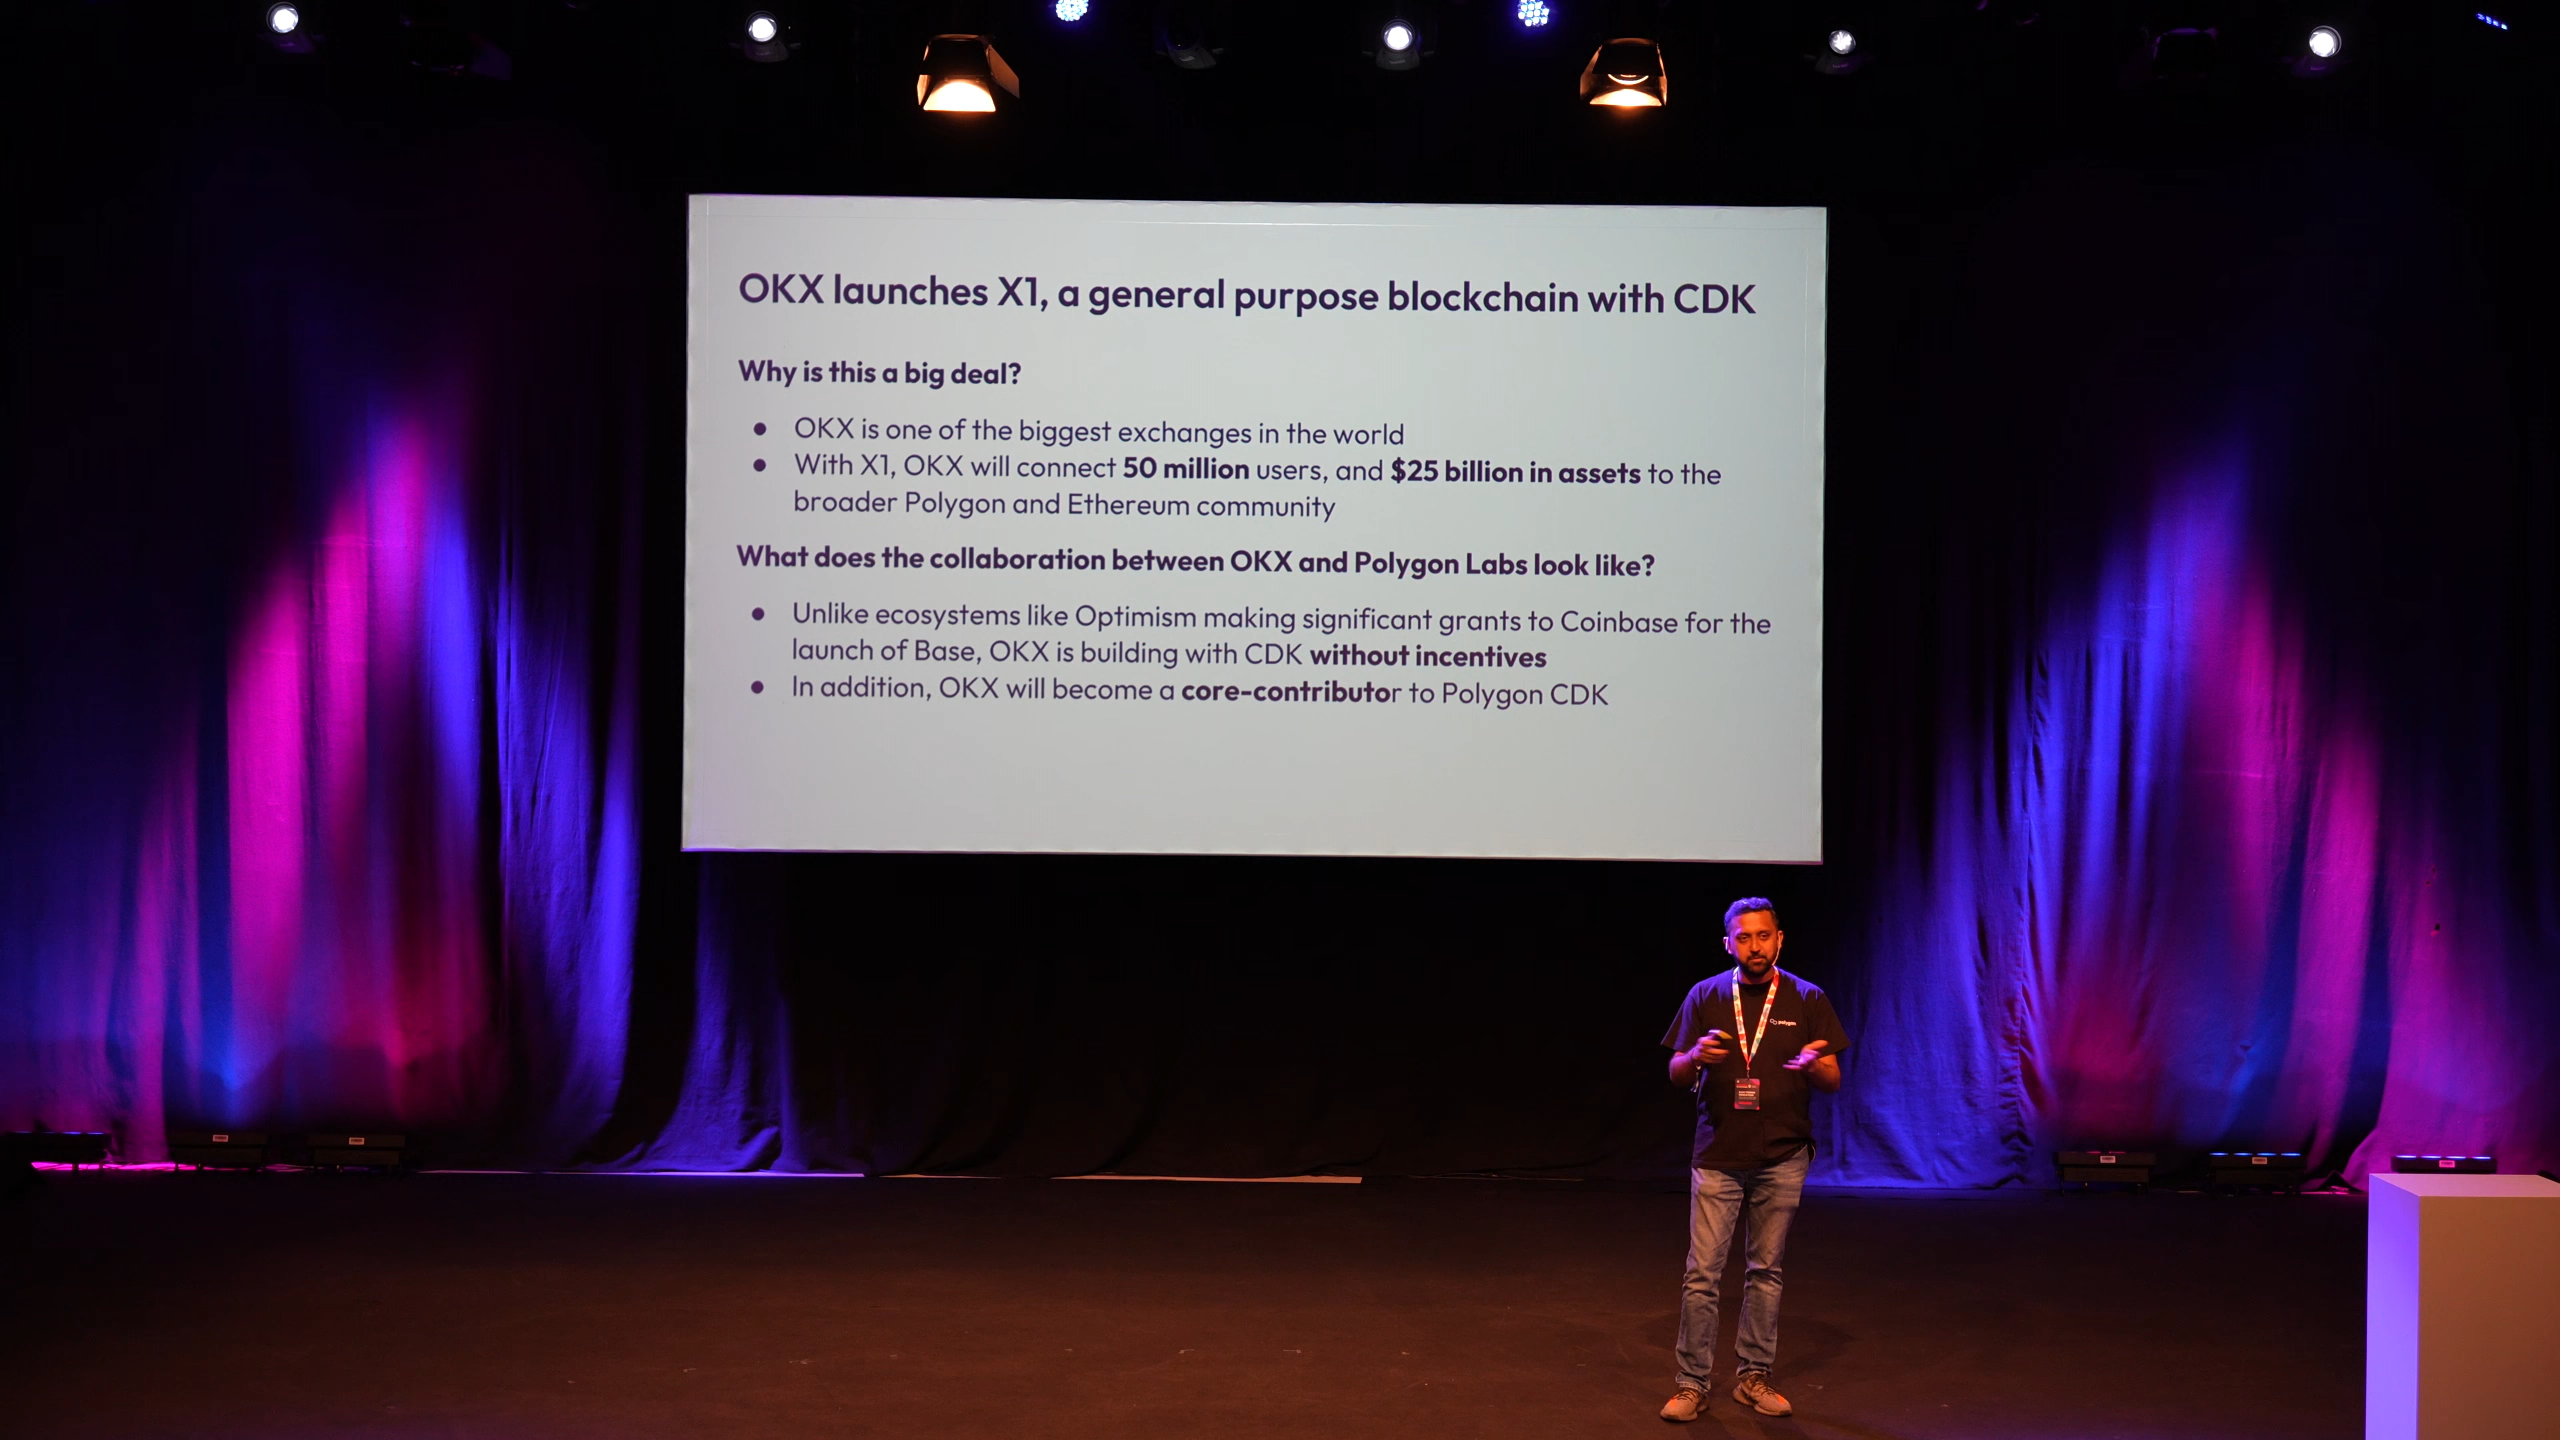 OKX launches X1, a general purpose blockchain with CDK
Why is this a big deal?
● OKX is one of the biggest exchanges in the world
● With X1, OKX will connect 50 million users, and $25 billion in assets to the
broader Polygon and Ethereum community
What does the collaboration between OKX and Polygon Labs look like?
● Unlike ecosystems like Optimism making significant grants to Coinbase for the
launch of Base, OKX is building with CDK without incentives
● In addition, OKX will become a core-contributor to Polygon CDK
polygon